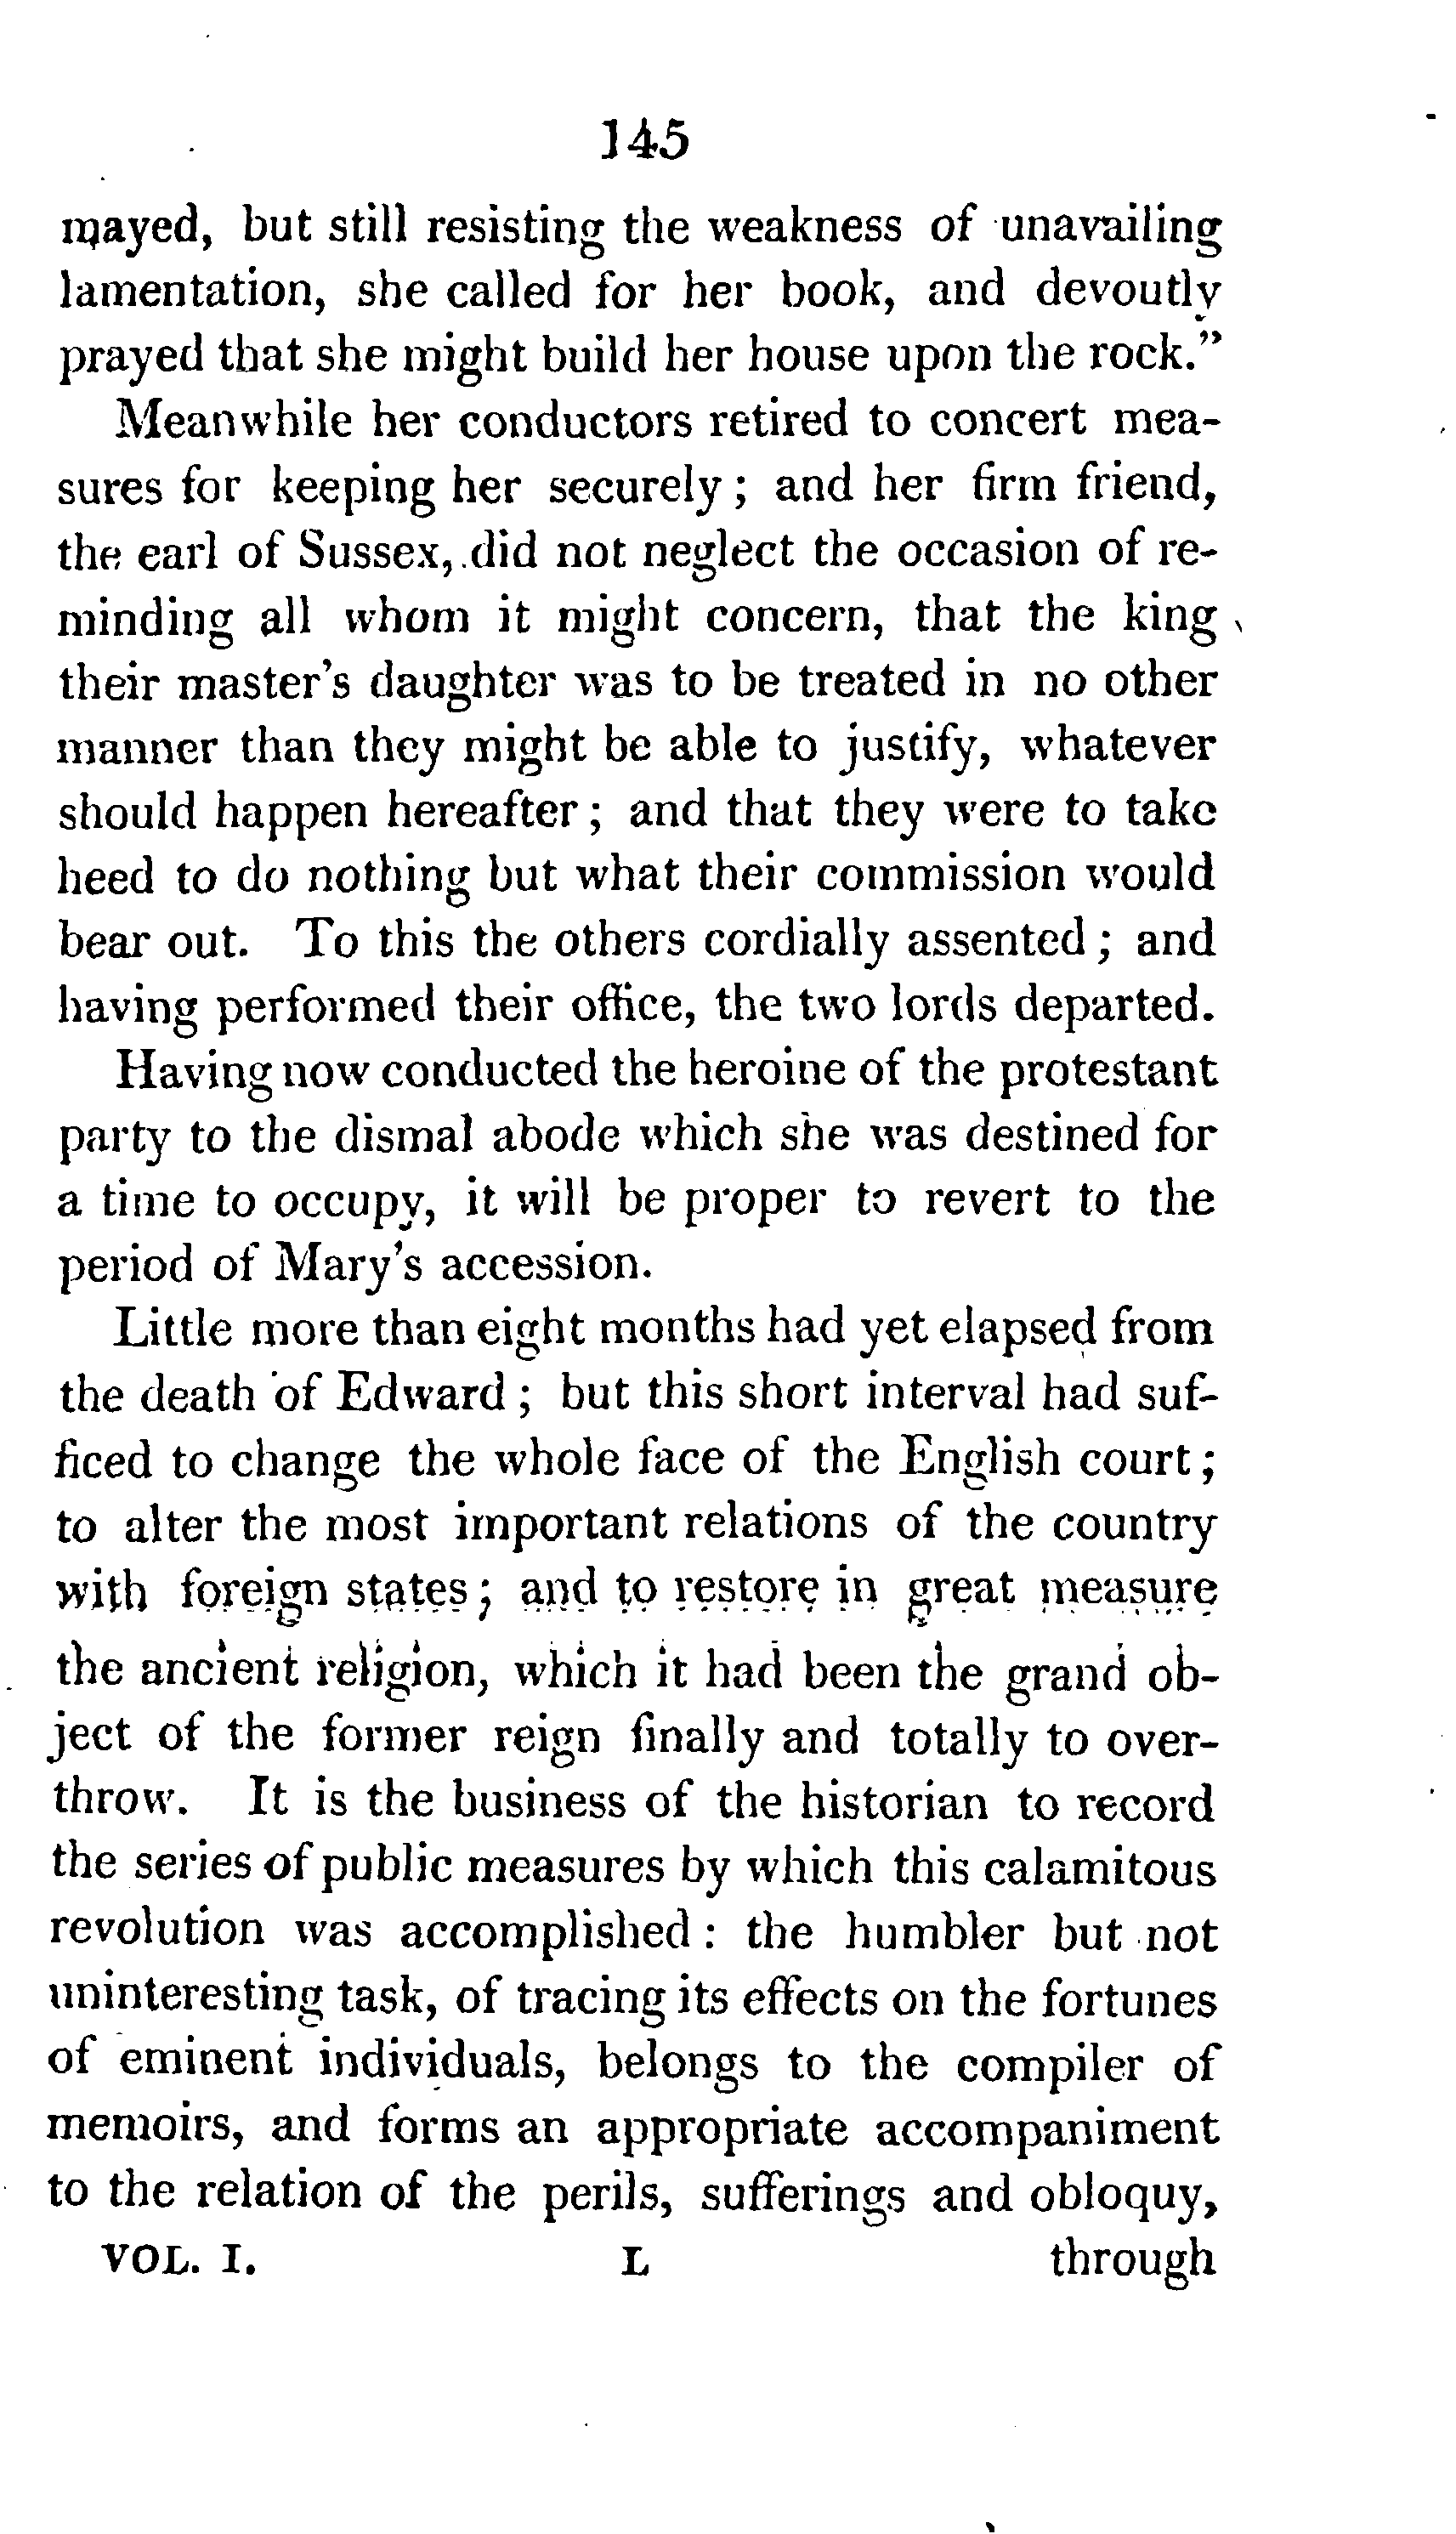 145
mayed, but still resisting the weakness of unavailing
lamentation, she called for her book, and devoutly
prayed that she might build her house upon the rock.”
Meanwhile her conductors retired to concert mea-
sures for keeping her securely; and her firm friend,
the earl of Sussex, did not neglect the occasion of re-
minding all whom it might concern, that the king
their master's daughter was to be treated in no other
manner than they might be able to justify, whatever
should happen hereafter; and that they were to take
heed to do nothing but what their commission would
bear out. To this the others cordially assented; and
having performed their office, the two lords departed.
Having now conducted the heroine of the protestant
party to the dismal abode which she was destined for
a time to occupy, it will be proper to revert to the
period of Mary's accession.
Little more than eight months had yet elapsed from
the death of Edward; but this short interval had suf-
ficed to change the whole face of the English court;
to alter the most important relations of the country
with foreign states; and to restore in great measure
the ancient religion, which it had been the grand ob-
ject of the former reign finally and totally to over-
throw. It is the business of the historian to record
the series of public measures by which this calamitous
revolution was accomplished: the humbler but not
uninteresting task, of tracing its effects on the fortunes
of eminent individuals, belongs to the compiler of
memoirs, and forms an appropriate accompaniment
to the relation of the perils, sufferings and obloquy,
VOL. I. L through